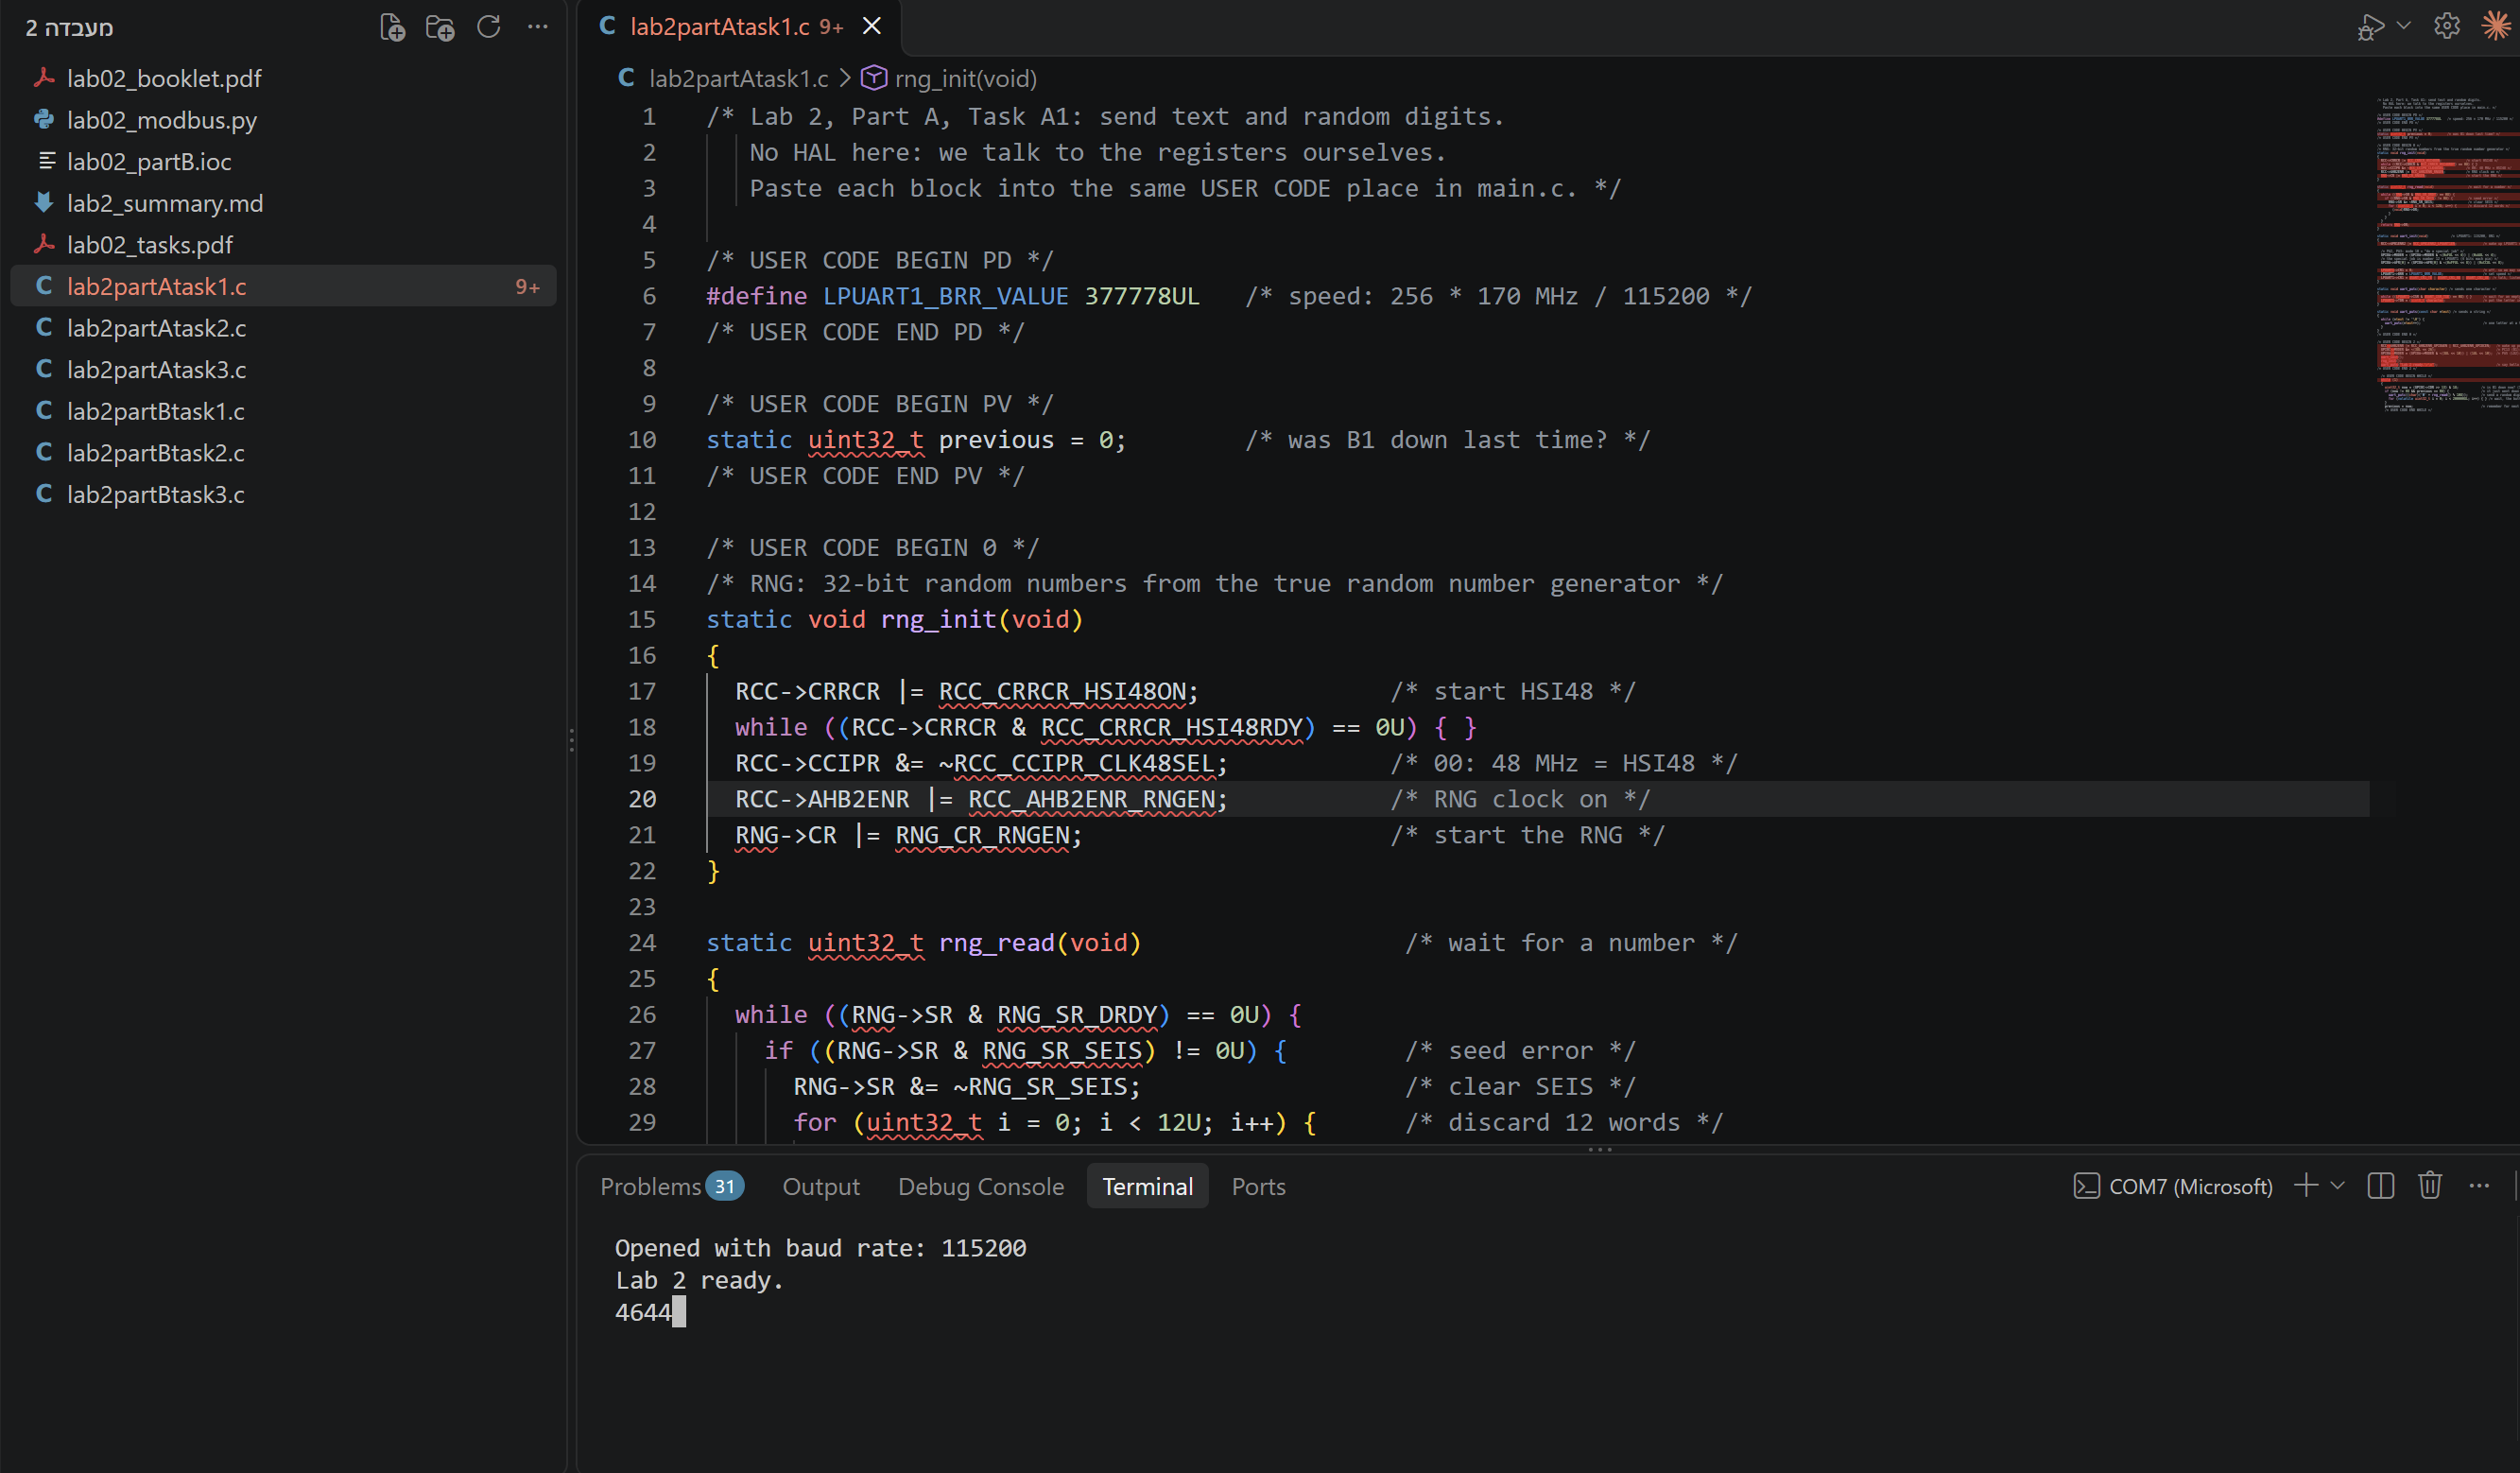 מעבדה 2
lab02_booklet.pdf
lab02_modbus.py
lab02_partB.ioc
lab2_summary.md
lab02_tasks.pdf
lab2partAtask1.c 9+
lab2partAtask2.c
lab2partAtask3.c
lab2partBtask1.c
lab2partBtask2.c
lab2partBtask3.c
C lab2partAtask1.c 9+
C lab2partAtask1.c > rng_init(void)
1 /* Lab 2, Part A, Task A1: send text and random digits.
2 No HAL here: we talk to the registers ourselves.
3 Paste each block into the same USER CODE place in main.c. */
4
5 /* USER CODE BEGIN PD */
6 #define LPUART1_BRR_VALUE 377778UL /* speed: 256 * 170 MHz / 115200 */
7 /* USER CODE END PD */
8
9 /* USER CODE BEGIN PV */
10 static uint32_t previous = 0; /* was B1 down last time? */
11 /* USER CODE END PV */
12
13 /* USER CODE BEGIN 0 */
14 /* RNG: 32-bit random numbers from the true random number generator */
15 static void rng_init(void)
16 {
17 RCC->CRRCR |= RCC_CRRCR_HSI48ON; /* start HSI48 */
18 while ((RCC->CRRCR & RCC_CRRCR_HSI48RDY) == 0U) { }
19 RCC->CCIPR &= ~RCC_CCIPR_CLK48SEL; /* 00: 48 MHz = HSI48 */
20 RCC->AHB2ENR |= RCC_AHB2ENR_RNGEN; /* RNG clock on */
21 RNG->CR |= RNG_CR_RNGEN; /* start the RNG */
22 }
23
24 static uint32_t rng_read(void) /* wait for a number */
25 {
26 while ((RNG->SR & RNG_SR_DRDY) == 0U) {
27 if ((RNG->SR & RNG_SR_SEIS) != 0U) { /* seed error */
28 RNG->SR &= ~RNG_SR_SEIS; /* clear SEIS */
29 for (uint32_t i = 0; i < 12U; i++) { /* discard 12 words */
Problems 31 Output Debug Console Terminal Ports
COM7 (Microsoft)
Opened with baud rate: 115200
Lab 2 ready.
4644